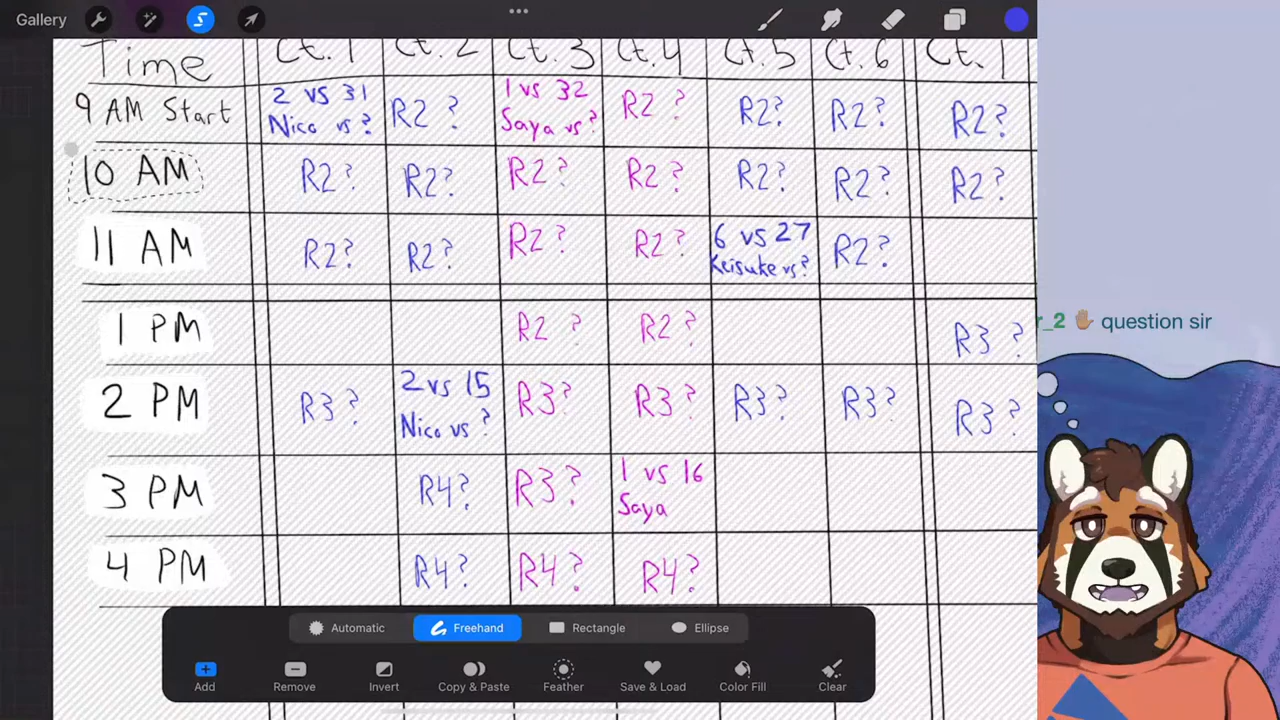 Gallery
Time Ct. 1 Ct. 2 Ct. 3 Ct. 4 Ct. 5 Ct. 6 Ct. 1
9 AM Start 2 vs 31 Nico vs ? R2 ? 1 vs 32 Saya vs ? R2 ? R2? R2? R2?
10 AM R2? R2? R2 ? R2 ? R2? R2? R2?
11 AM R2? R2? R2 ? R2 ? 6 vs 27 Keisuke vs ? R2?
1 PM R2 ? R2 ? R3 ?
2 PM R3 ? 2 vs 15 Nico vs ? R3? R3? R3? R3? R3 ?
3 PM R4? R3? 1 vs 16 Saya
4 PM R4? R4? R4?
r_2 ✋ question sir
Automatic Freehand Rectangle Ellipse
Add Remove Invert Copy & Paste Feather Save & Load Color Fill Clear